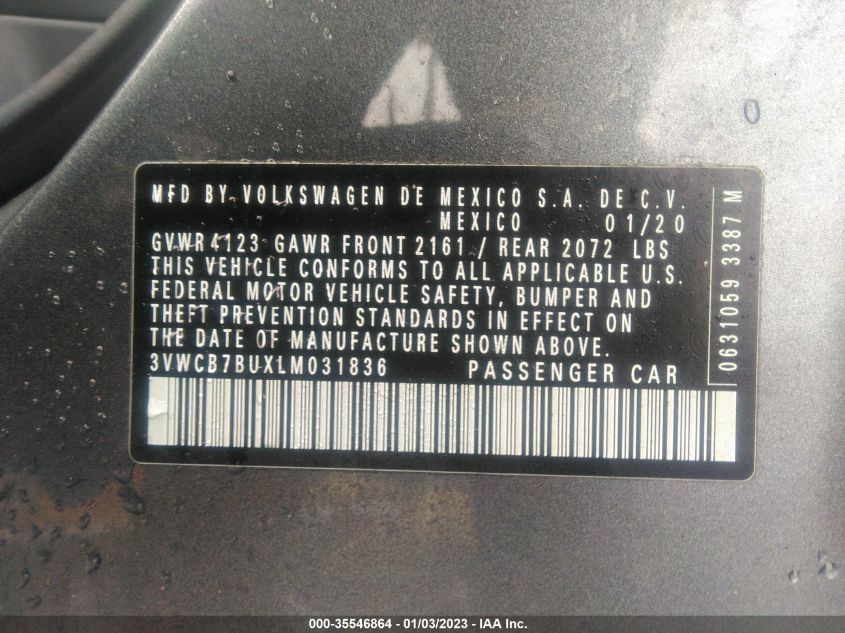 MFD BY VOLKSWAGEN DE MEXICO S.A. DE C.V.
MEXICO 01/20
GVWR 4123 GAWR FRONT 2161 / REAR 2072 LBS
THIS VEHICLE CONFORMS TO ALL APPLICABLE U.S.
FEDERAL MOTOR VEHICLE SAFETY, BUMPER AND
THEFT PREVENTION STANDARDS IN EFFECT ON
THE DATE OF MANUFACTURE SHOWN ABOVE.
3VWCB7BUXLM031836 PASSENGER CAR
0631059 3387 M
000-35546864 - 01/03/2023 - IAA Inc.